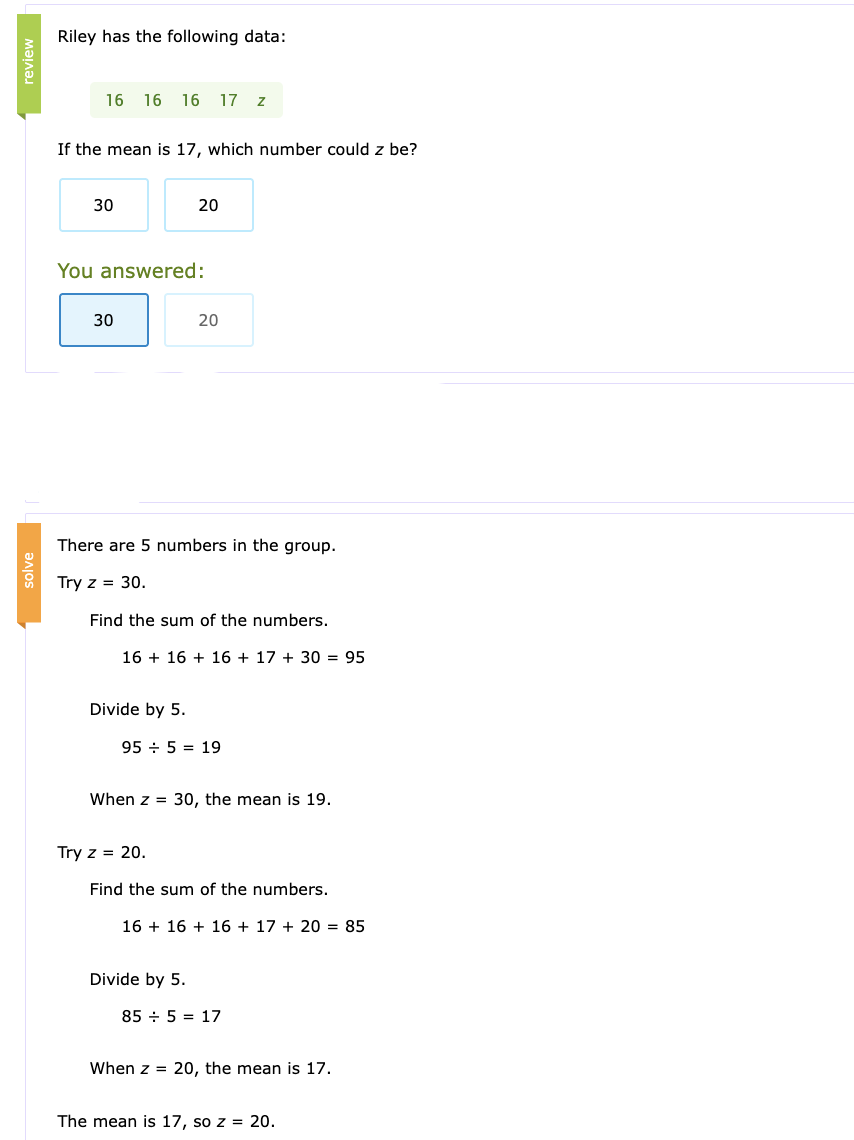 review
Riley has the following data:
16 16 16 17 z
If the mean is 17, which number could z be?
30 20
You answered:
30 20
solve
There are 5 numbers in the group.
Try z = 30.
Find the sum of the numbers.
16 + 16 + 16 + 17 + 30 = 95
Divide by 5.
95 ÷ 5 = 19
When z = 30, the mean is 19.
Try z = 20.
Find the sum of the numbers.
16 + 16 + 16 + 17 + 20 = 85
Divide by 5.
85 ÷ 5 = 17
When z = 20, the mean is 17.
The mean is 17, so z = 20.